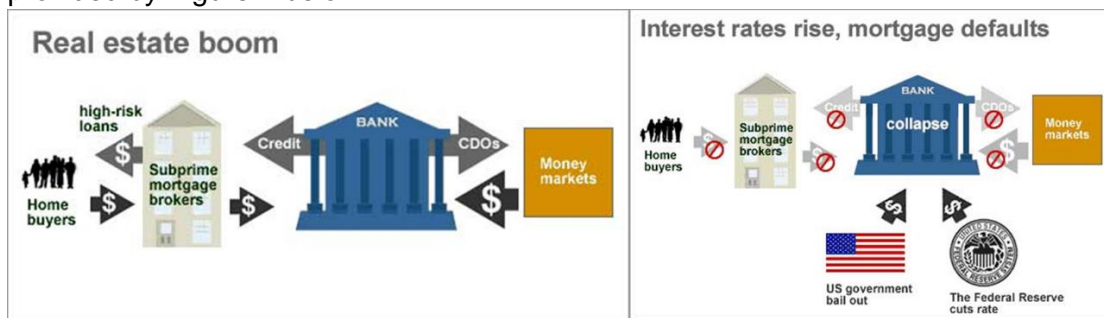 Real estate boom
high-risk
loans
$
Home
buyers
$
Subprime
mortgage
brokers
$
Credit
BANK
CDOs
$
Money
markets
Interest rates rise, mortgage defaults
Home
buyers
$
Subprime
mortgage
brokers
$
Credit
BANK
collapse
CDOs
$
Money
markets
$
$
US government
bail out
The Federal Reserve
cuts rate